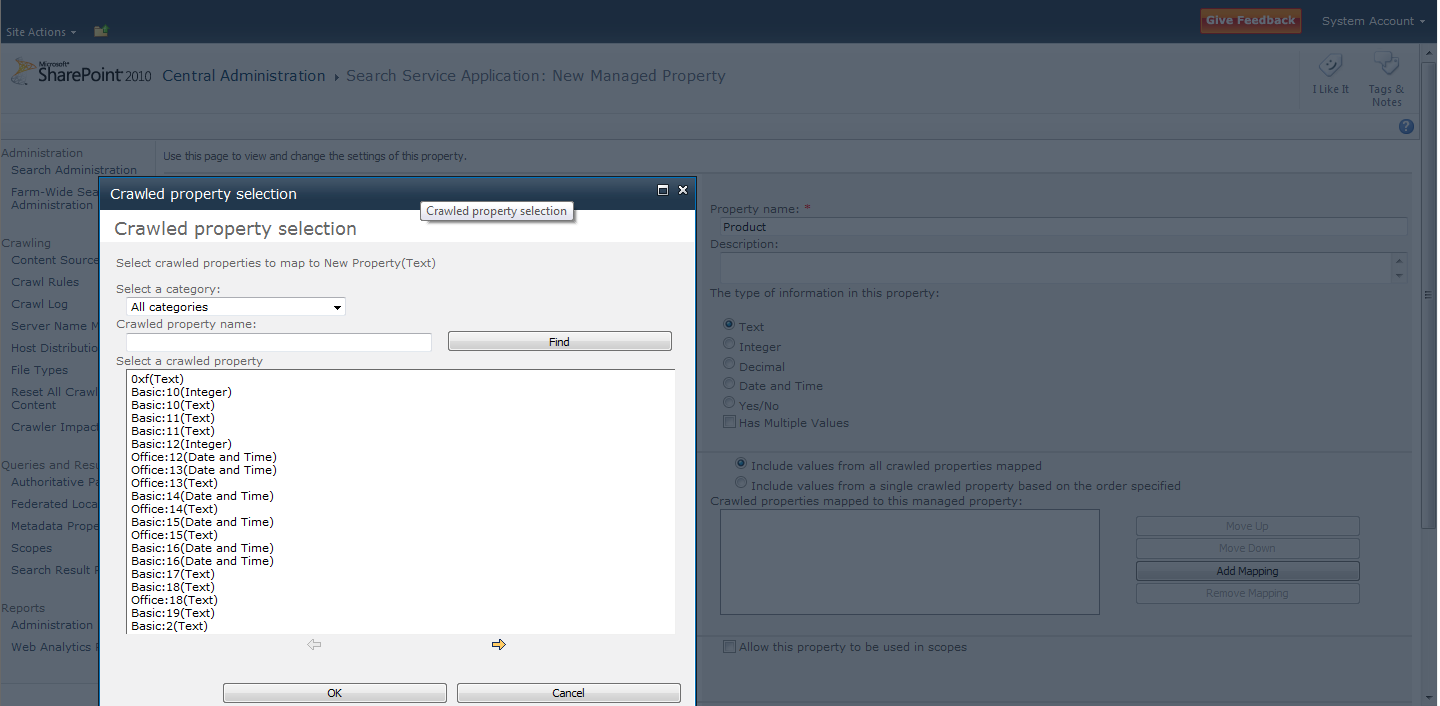 Give Feedback
System Account
Site Actions
Microsoft
SharePoint 2010 Central Administration Search Service Application: New Managed Property
I Like It
Tags &
Notes
Administration
Use this page to view and change the settings of this property.
Search Administration
Farm-Wide Sea
Administration
Crawling
Content Source
Crawl Rules
Crawl Log
Server Name M
Host Distributio
File Types
Reset All Crawl
Content
Crawler Impact
Queries and Resu
Authoritative Pa
Federated Loca
Metadata Prope
Scopes
Search Result R
Reports
Administration
Web Analytics R
Crawled property selection
Crawled property selection
Crawled property selection
Select crawled properties to map to New Property(Text)
Select a category:
All categories
Crawled property name:
Find
Select a crawled property
0xf(Text)
Basic:10(Integer)
Basic:10(Text)
Basic:11(Text)
Basic:11(Text)
Basic:12(Integer)
Office:12(Date and Time)
Office:13(Date and Time)
Office:13(Text)
Basic:14(Date and Time)
Office:14(Text)
Basic:15(Date and Time)
Office:15(Text)
Basic:16(Date and Time)
Basic:16(Date and Time)
Basic:17(Text)
Basic:18(Text)
Office:18(Text)
Basic:19(Text)
Basic:2(Text)
OK
Cancel
Property name: *
Product
Description:
The type of information in this property:
Text
Integer
Decimal
Date and Time
Yes/No
Has Multiple Values
Include values from all crawled properties mapped
Include values from a single crawled property based on the order specified
Crawled properties mapped to this managed property:
Move Up
Move Down
Add Mapping
Remove Mapping
Allow this property to be used in scopes